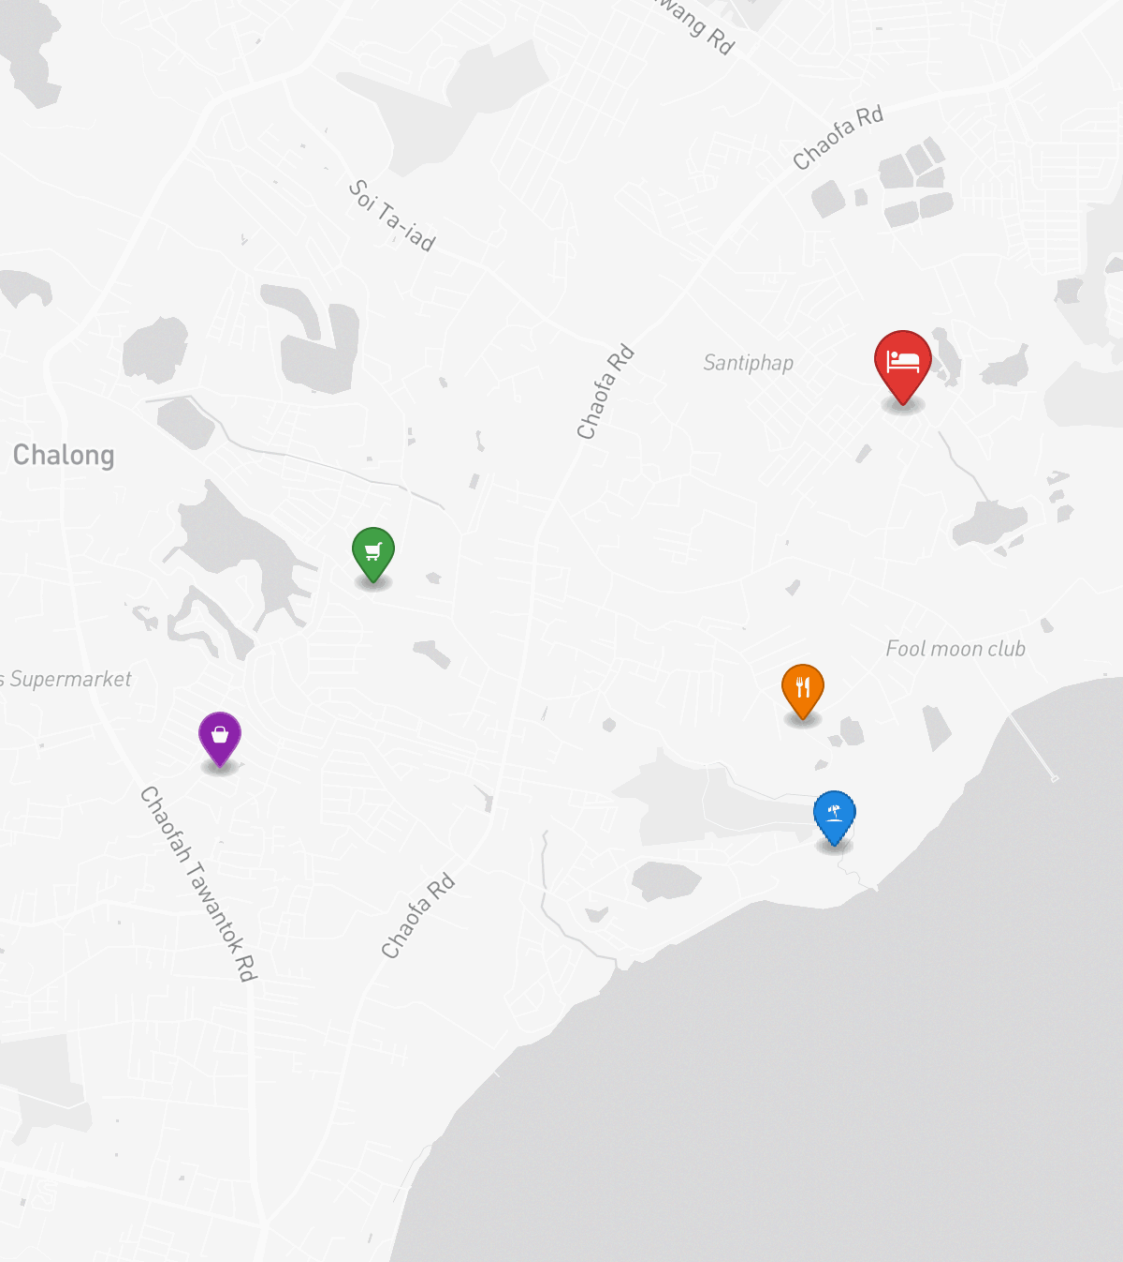 wang Rd
Chaofa Rd
Soi Ta-iad
Chaofa Rd
Santiphap
Chalong
Fool moon club
s Supermarket
Chaofah Tawantok Rd
Chaofa Rd